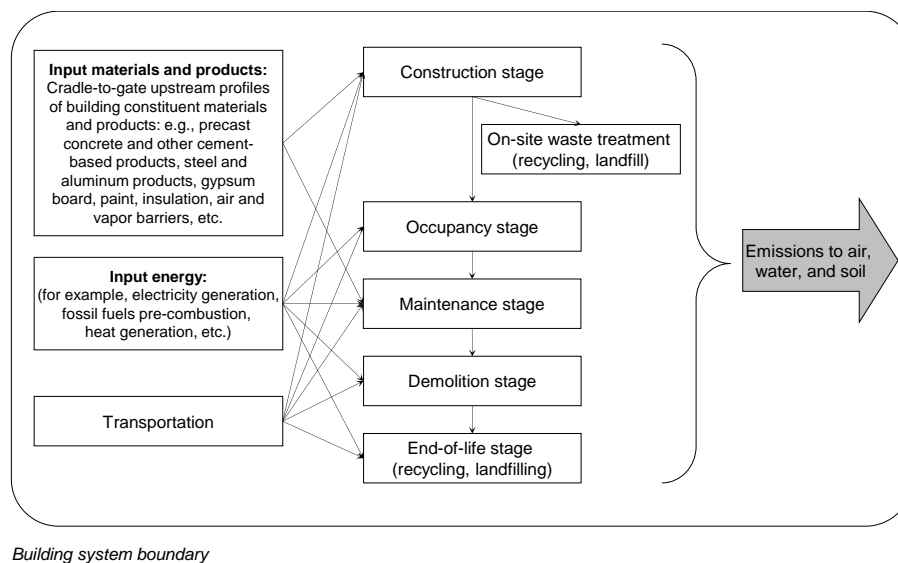 Input materials and products:
Cradle-to-gate upstream profiles
of building constituent materials
and products: e.g., precast
concrete and other cement-
based products, steel and
aluminum products, gypsum
board, paint, insulation, air and
vapor barriers, etc.
Input energy:
(for example, electricity generation,
fossil fuels pre-combustion,
heat generation, etc.)
Transportation
Construction stage
On-site waste treatment
(recycling, landfill)
Occupancy stage
Maintenance stage
Demolition stage
End-of-life stage
(recycling, landfilling)
Emissions to air,
water, and soil
Building system boundary